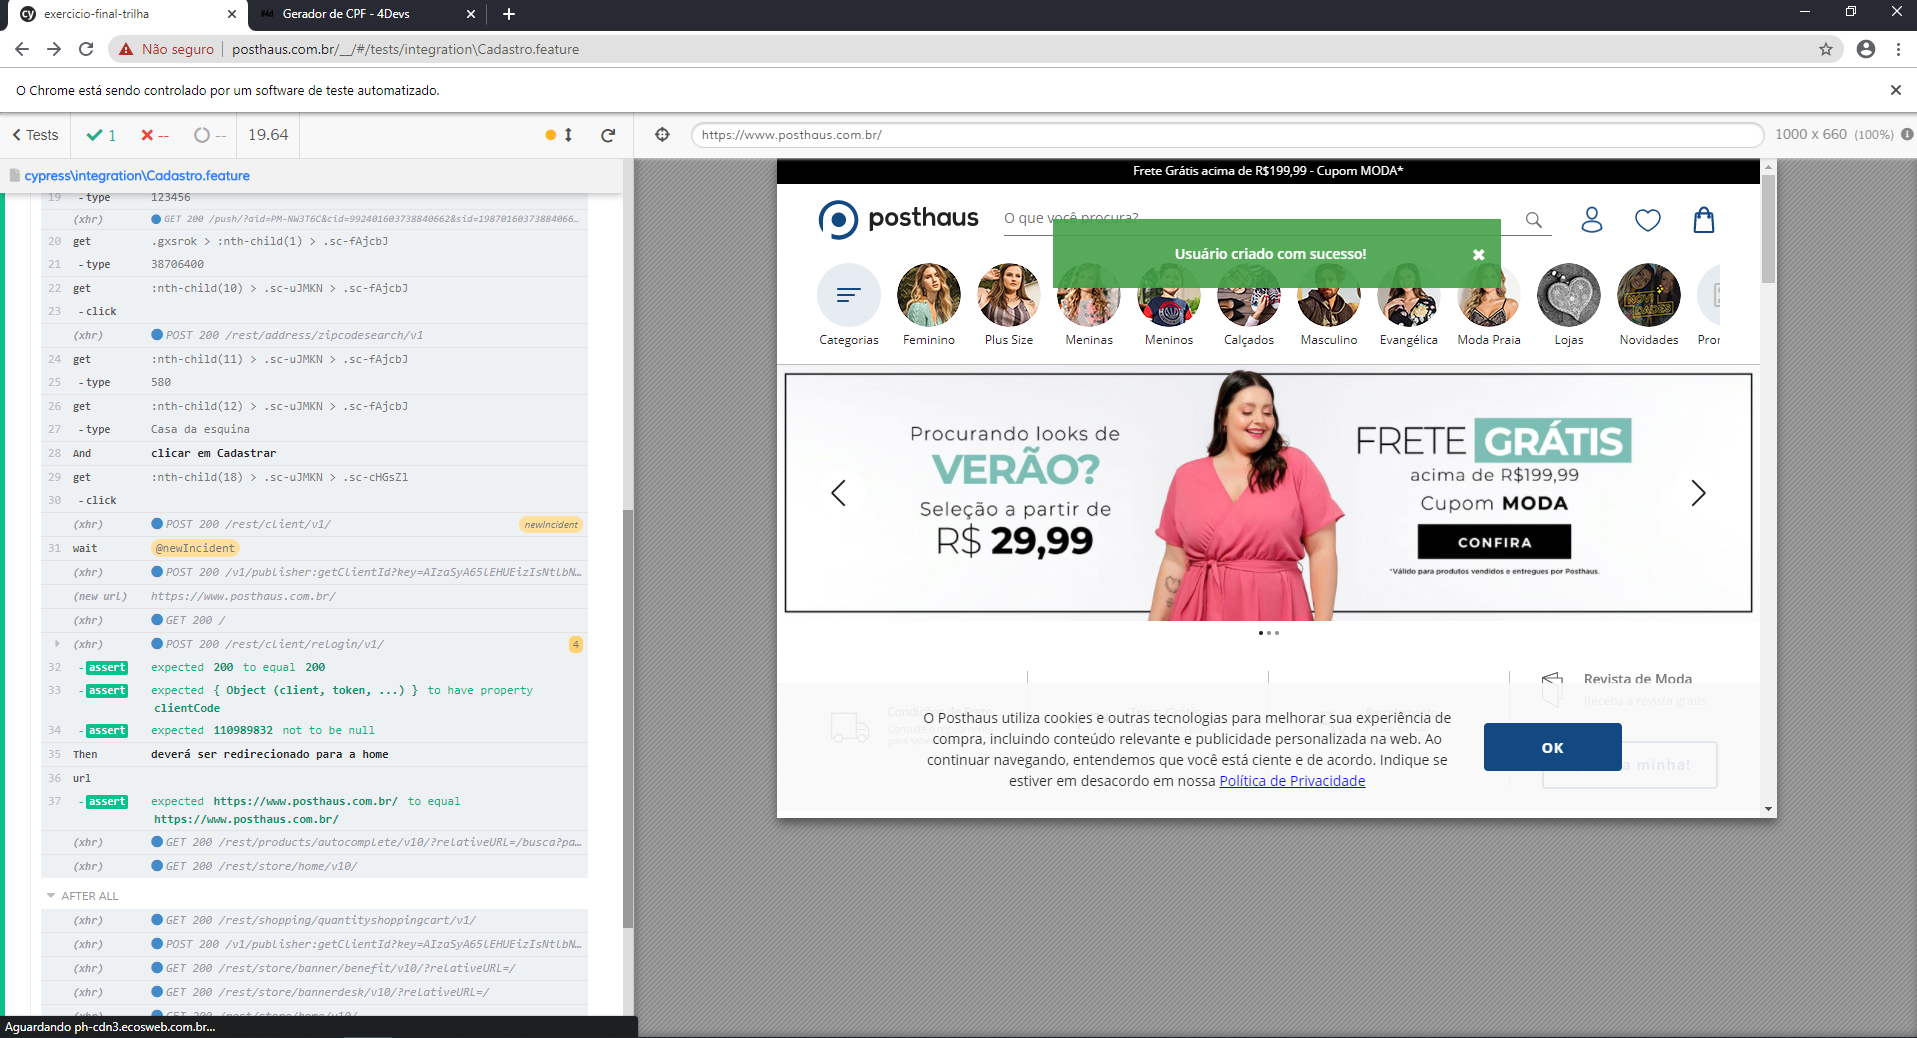 exercicio-final-trilha
Gerador de CPF - 4Devs
Não seguro
posthaus.com.br/__/#/tests/integration\Cadastro.feature
O Chrome está sendo controlado por um software de teste automatizado.
Tests
1
--
--
19.64
https://www.posthaus.com.br/
1000 x 660 (100%)
cypress\integration\Cadastro.feature
19 -type 123456
(xhr) GET 200 /push/?aid=PM-NW3T6C&cid=992401603738840662&sid=19870160373884066...
20 get .gxsrok > :nth-child(1) > .sc-fAjcbJ
21 -type 38706400
22 get :nth-child(10) > .sc-uJMKN > .sc-fAjcbJ
23 -click
(xhr) POST 200 /rest/address/zipcodesearch/v1
24 get :nth-child(11) > .sc-uJMKN > .sc-fAjcbJ
25 -type 580
26 get :nth-child(12) > .sc-uJMKN > .sc-fAjcbJ
27 -type Casa da esquina
28 And clicar em Cadastrar
29 get :nth-child(18) > .sc-uJMKN > .sc-cHGsZl
30 -click
(xhr) POST 200 /rest/client/v1/ newIncident
31 wait @newIncident
(xhr) POST 200 /v1/publisher:getClientId?key=AIzaSyA65lEHUEizIsNtlbN...
(new url) https://www.posthaus.com.br/
(xhr) GET 200 /
(xhr) POST 200 /rest/client/relogin/v1/ 4
32 -assert expected 200 to equal 200
33 -assert expected { Object (client, token, ...) } to have property
clientCode
34 -assert expected 110989832 not to be null
35 Then deverá ser redirecionado para a home
36 url
37 -assert expected https://www.posthaus.com.br/ to equal
https://www.posthaus.com.br/
(xhr) GET 200 /rest/products/autocomplete/v10/?relativeURL=/busca?pa...
(xhr) GET 200 /rest/store/home/v10/
AFTER ALL
(xhr) GET 200 /rest/shopping/quantityshoppingcart/v1/
(xhr) POST 200 /v1/publisher:getClientId?key=AIzaSyA65lEHUEizIsNtlbN...
(xhr) GET 200 /rest/store/banner/benefit/v10/?relativeURL=/
(xhr) GET 200 /rest/store/bannerdesk/v10/?relativeURL=/
(xhr) GET 200 /rest/store/home/v10/
Aguardando ph-cdn3.ecosweb.com.br...
Frete Grátis acima de R$199,99 - Cupom MODA*
posthaus
O que você procura?
Usuário criado com sucesso!
Categorias Feminino Plus Size Meninas Meninos Calçados Masculino Evangélica Moda Praia Lojas Novidades Pror
Procurando looks de
VERÃO?
Seleção a partir de
R$ 29,99
FRETE GRÁTIS
acima de R$199,99
Cupom MODA
CONFIRA
*Válido para produtos vendidos e entregues por Posthaus.
Revista de Moda
Receba a revista grátis
Condições de Frete
Troca Grátis
a minha!
O Posthaus utiliza cookies e outras tecnologias para melhorar sua experiência de
compra, incluindo conteúdo relevante e publicidade personalizada na web. Ao
continuar navegando, entendemos que você está ciente e de acordo. Indique se
estiver em desacordo em nossa Política de Privacidade
OK